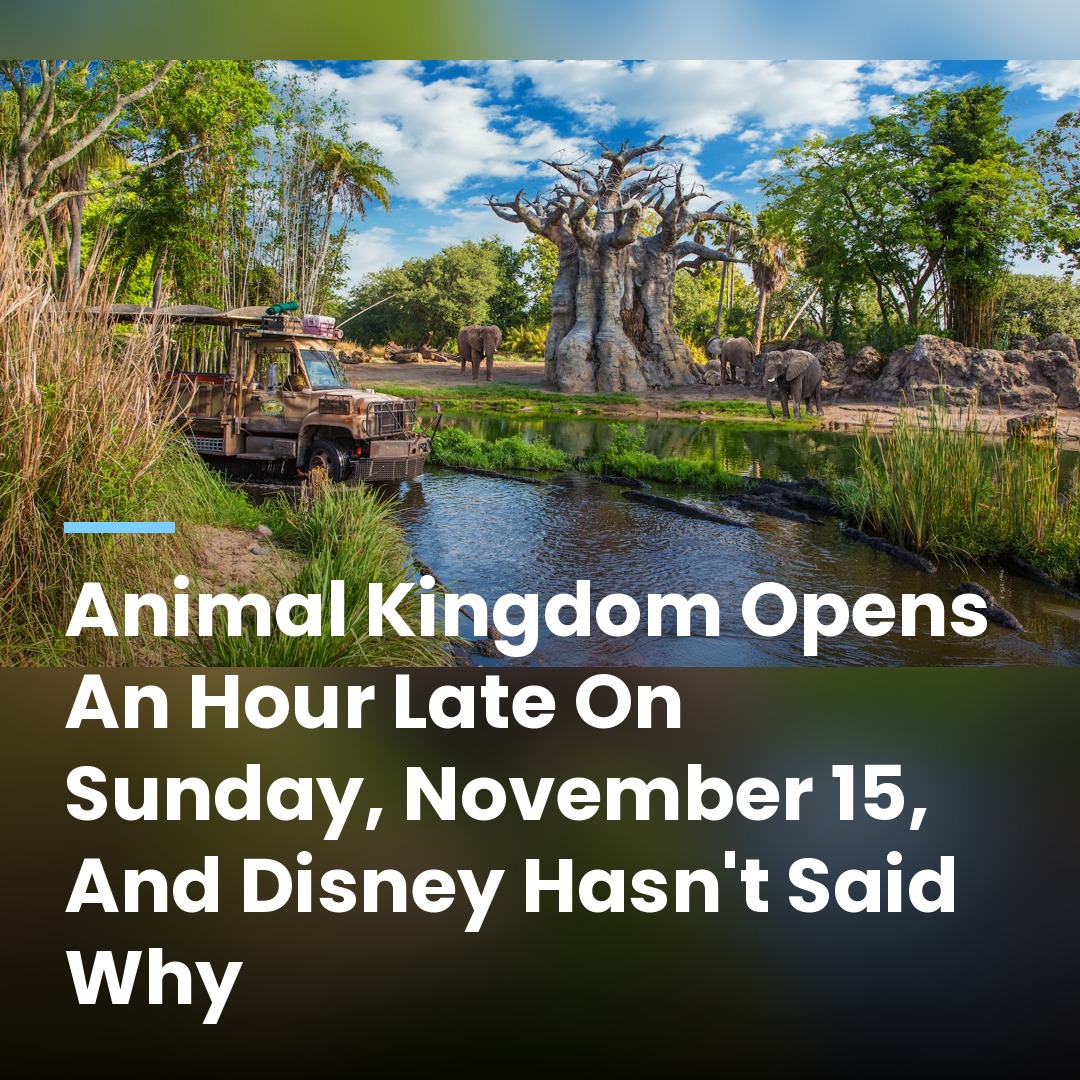 Animal Kingdom Opens
An Hour Late On
Sunday, November 15,
And Disney Hasn't Said
Why